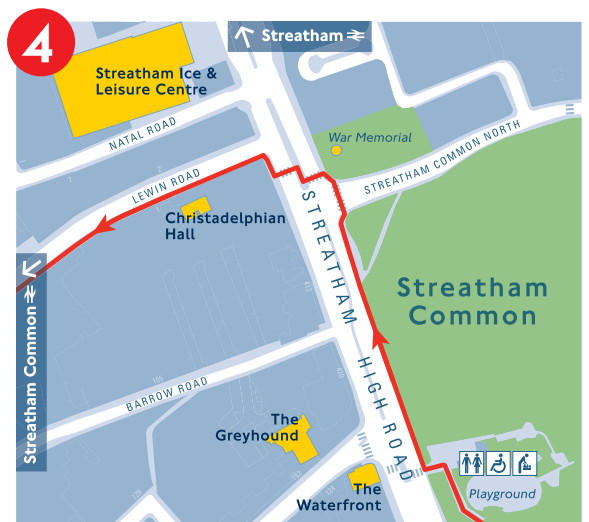 4
Streatham
Streatham Ice &
Leisure Centre
NATAL ROAD
War Memorial
STREATHAM COMMON NORTH
LEWIN ROAD
Christadelphian
Hall
STREATHAM HIGH ROAD
Streatham
Common
Streatham Common
BARROW ROAD
The
Greyhound
The
Waterfront
Playground